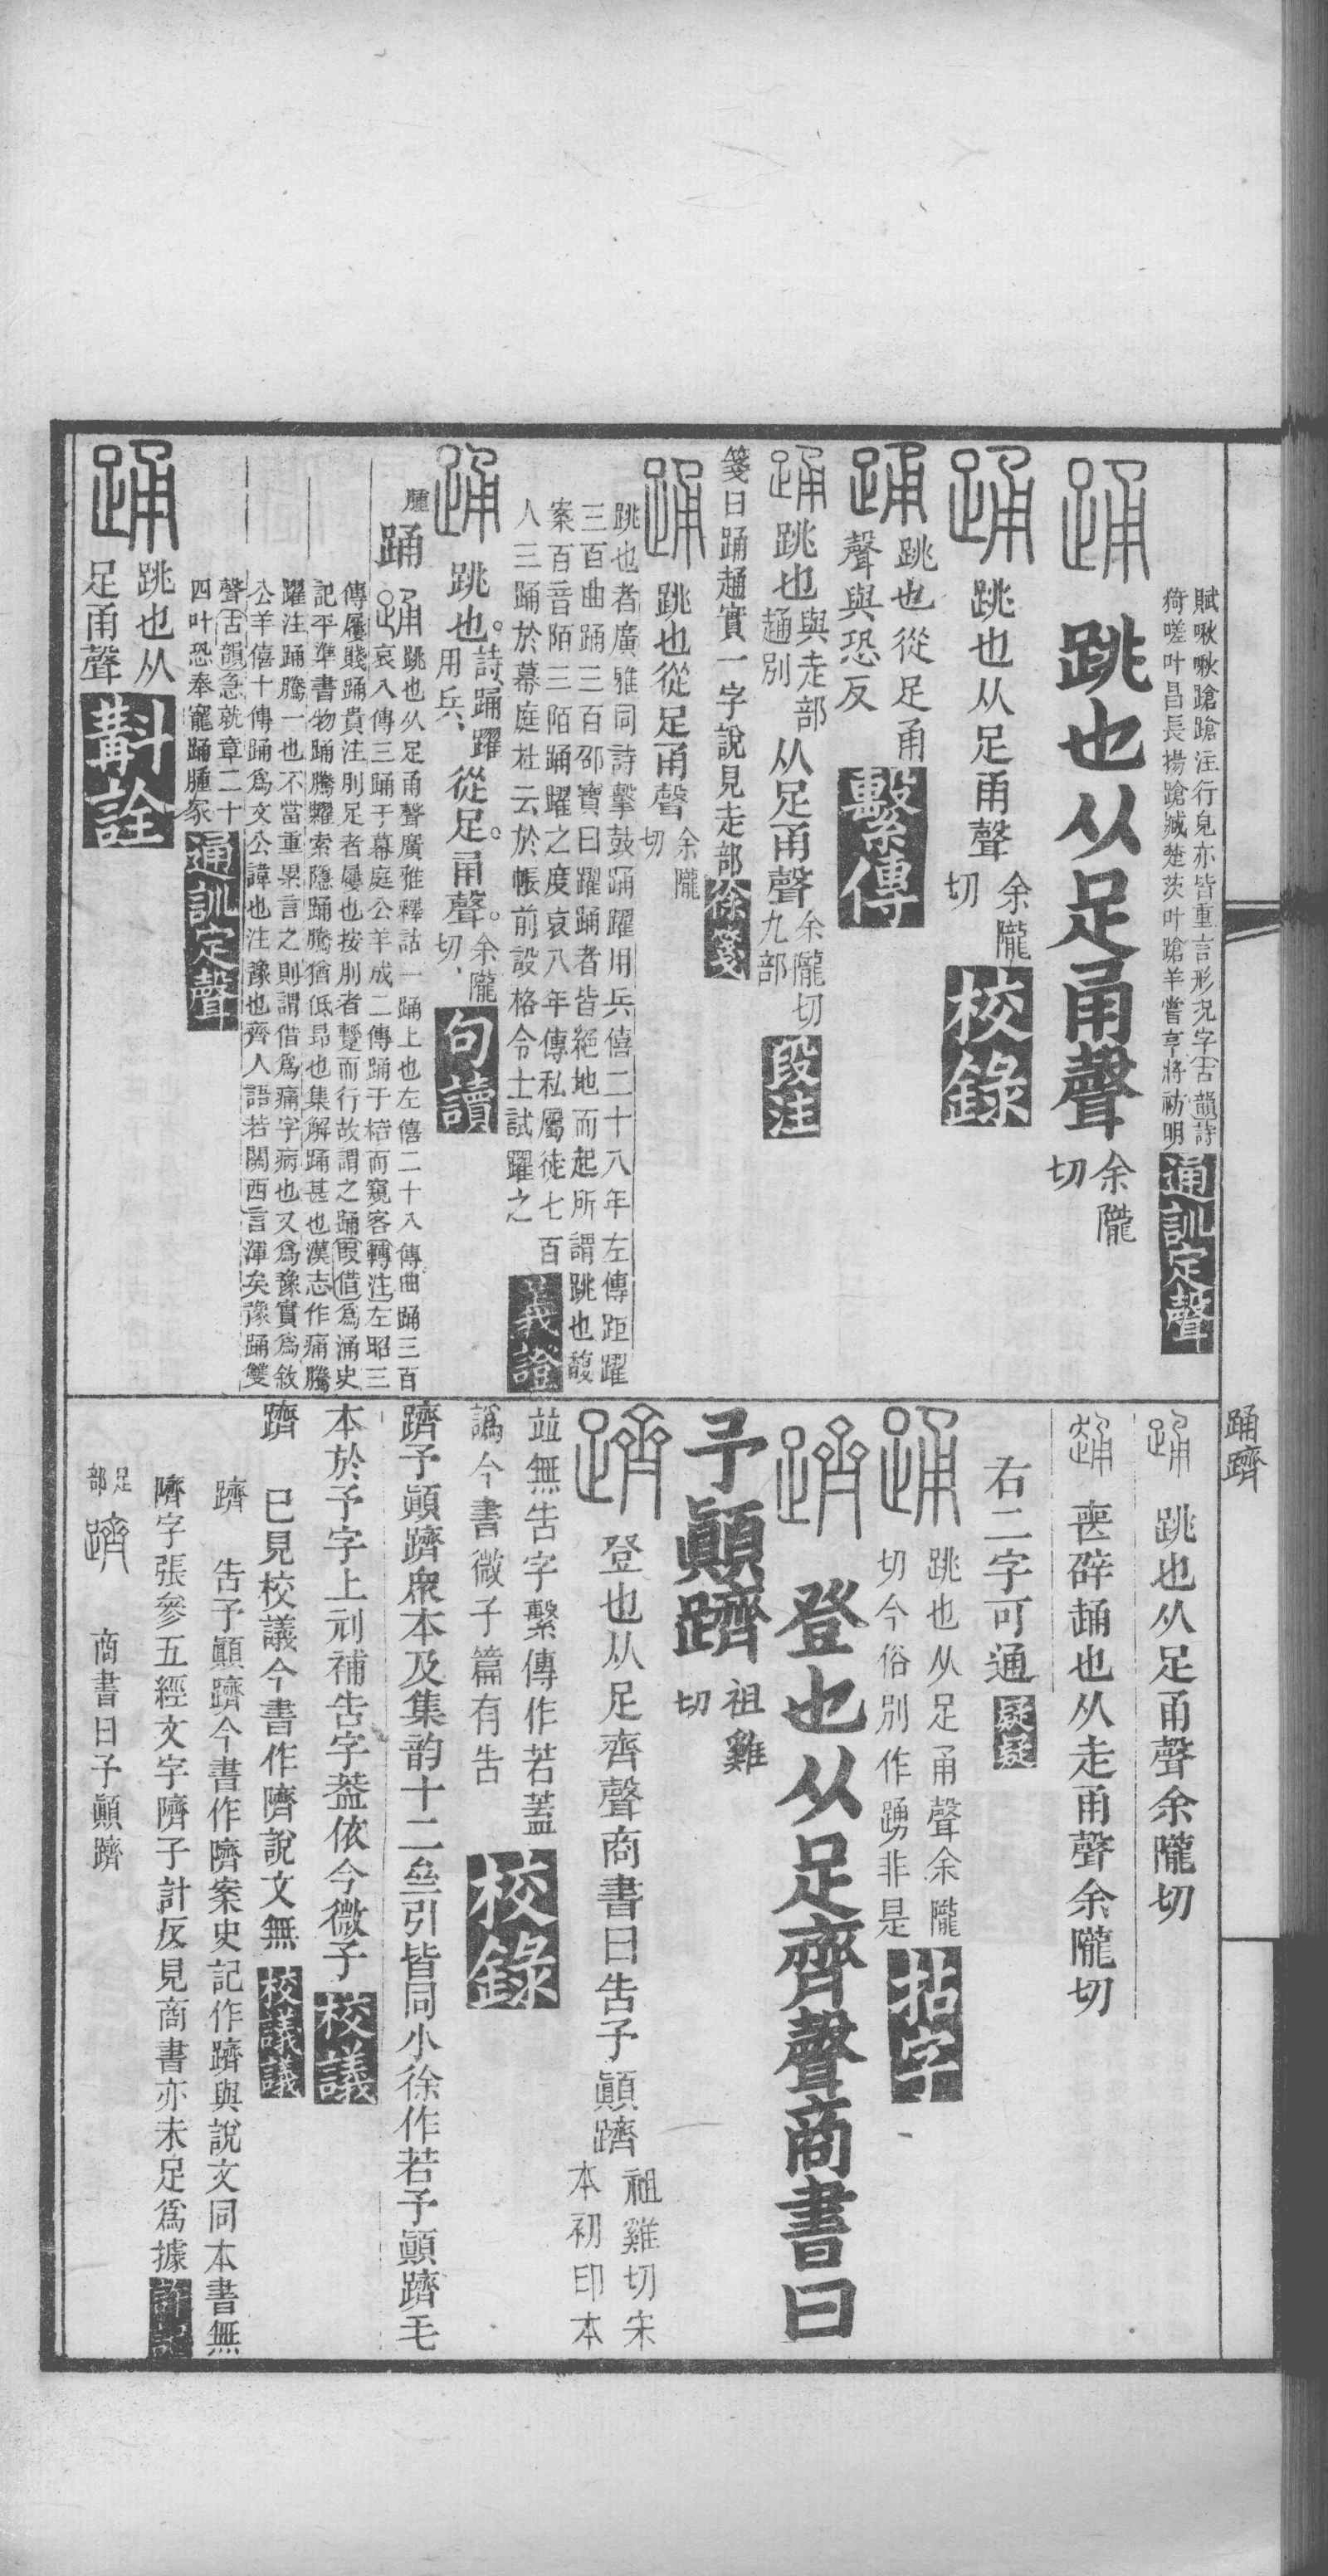 賦啾啾蹌蹌注行皃亦皆重言形況字古韻詩
猗嗟叶昌長揚蹌臧楚茨叶蹌羊嘗亨將祊明
通訓定聲
踊 跳也从足甬聲
余隴
切
踊 跳也从足甬聲
余隴
切
校錄
踊
跳也從足甬
聲與恐反
繫傳
踊跳也
與走部
趙別
从足甬聲
余隴切
九部
段注
箋曰踊趙實一字說見走部
徐箋
踊 跳也從足甬聲
余隴
切
跳也者廣雅同詩擊鼓踊躍用兵僖二十八年左傳距躍
三百曲踊三百邵寶曰躍踊者皆絕地而起所謂跳也馥
案百音陌三陌踊躍之度哀八年傳私屬徒七百
人三踊於幕庭杜云於帳前設格令士試躍之
義證
踊 跳也。
詩踊躍
用兵
從足。甬聲。
余隴
切
句讀
踵 踊
踊跳也从足甬聲廣雅釋詁一踊上也左僖二十八傳曲踊三百
哀八傳三踊于幕庭公羊成二傳踊于棓而窺客轉注左昭三
傳屨賤踊貴注刖足者屨也按刖者蹔而行故謂之踊叚借爲涌史
記平準書物踊騰糶索隱踊騰猶低昂也集解踊甚也漢志作痛騰
躍注踊騰一也不當重累言之則謂借爲痛字病也又爲豫實爲敘
公羊僖十傳踊爲文公諱也注豫也齊人語若關西言渾矣豫踊雙
聲古韻急就章二十
四叶恐奉寵踊腫冢
通訓定聲
踊
跳也从
足甬聲
斠詮
踊 跳也从足甬聲余隴切
趙 喪擗趙也从走甬聲余隴切
右二字可通
疑疑
踊
跳也从足甬聲余隴
切今俗別作踴非是
拈字
躋 登也从足齊聲商書曰
予顚躋
祖雞
切
躋 登也从足齊聲商書曰告予顚躋
祖雞切宋
本初印本
並無告字繫傳作若蓋
譌今書微子篇有告
校錄
躋予顚躋衆本及集韵十二坴引皆同小徐作若予顚躋毛
本於予字上刓補告字葢依今微子
校議
躋 已見校議今書作隮說文無
校議議
躋 告予顚躋今書作隮案史記作躋與說文同本書無
隮字張參五經文字隮子計反見商書亦未足爲據
許記
足
部
躋 商書曰予顚躋
踊躋